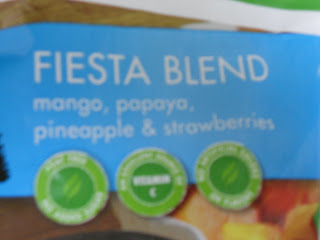 FIESTA BLEND
mango, papaya,
pineapple & strawberries
VITAMIN
C